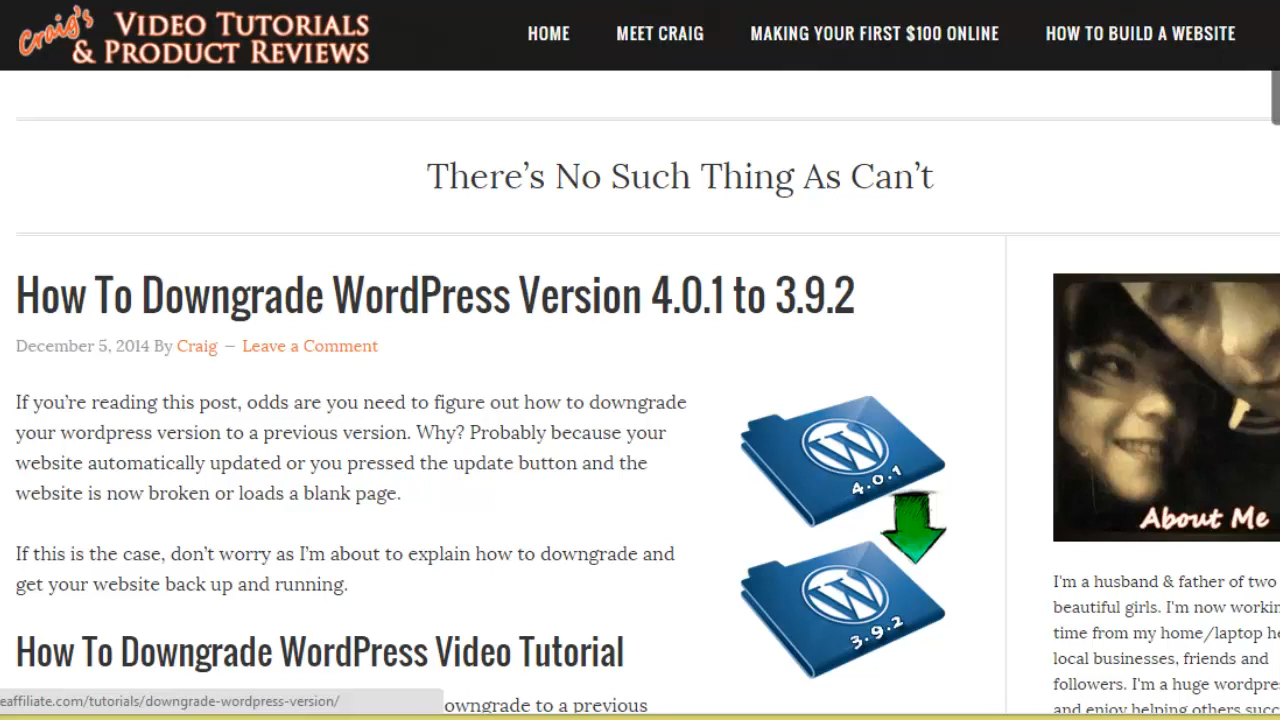 Craig's VIDEO TUTORIALS
& PRODUCT REVIEWS
HOME MEET CRAIG MAKING YOUR FIRST $100 ONLINE HOW TO BUILD A WEBSITE
There's No Such Thing As Can't
How To Downgrade WordPress Version 4.0.1 to 3.9.2
December 5, 2014 By Craig — Leave a Comment
If you're reading this post, odds are you need to figure out how to downgrade
your wordpress version to a previous version. Why? Probably because your
website automatically updated or you pressed the update button and the
website is now broken or loads a blank page.
If this is the case, don't worry as I'm about to explain how to downgrade and
get your website back up and running.
W
4.0.1
W
3.9.2
How To Downgrade WordPress Video Tutorial
owngrade to a previous
eaffiliate.com/tutorials/downgrade-wordpress-version/
About Me
I'm a husband & father of two
beautiful girls. I'm now workin
time from my home/laptop he
local businesses, friends and
followers. I'm a huge wordpre
and enjoy helping others succ